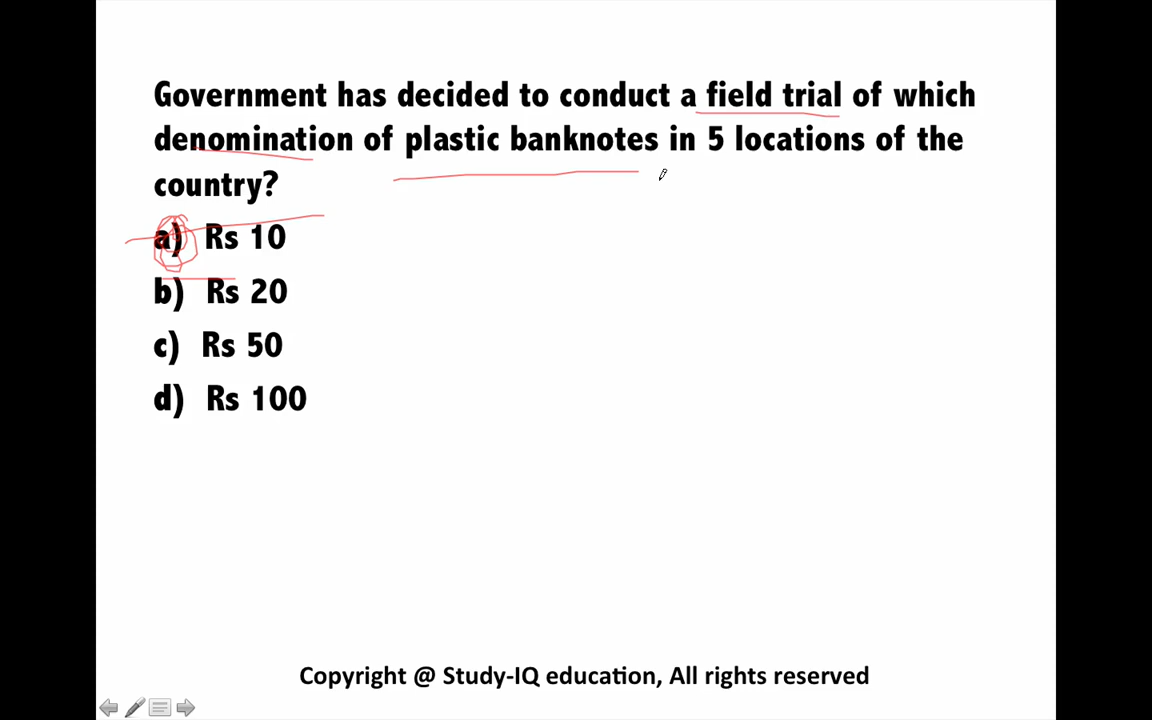 Government has decided to conduct a field trial of which
denomination of plastic banknotes in 5 locations of the
country?
a) Rs 10
b) Rs 20
c) Rs 50
d) Rs 100
Copyright @ Study-IQ education, All rights reserved